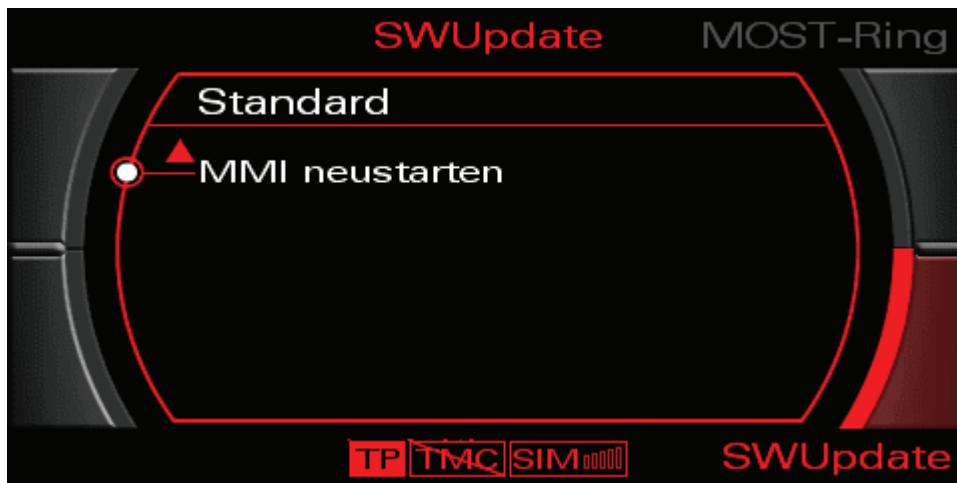 SWUpdate MOST-Ring
Standard
MMI neustarten
TP TMC SIM SWUpdate